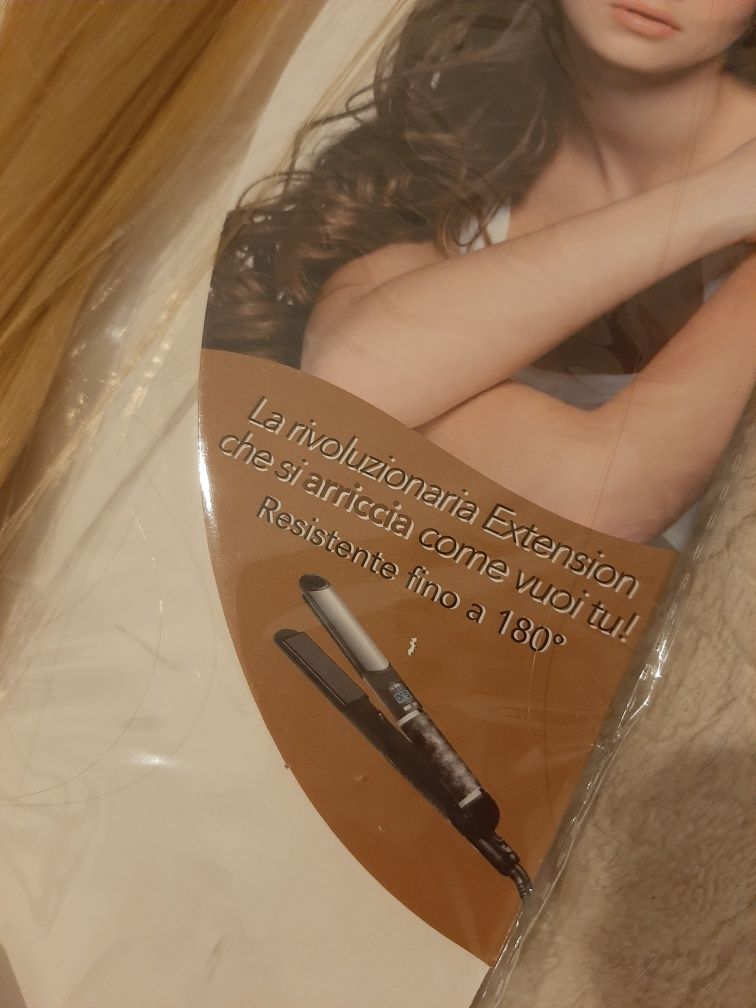 La rivoluzionaria Extension
che si arriccia come vuoi tu!
Resistente fino a 180°